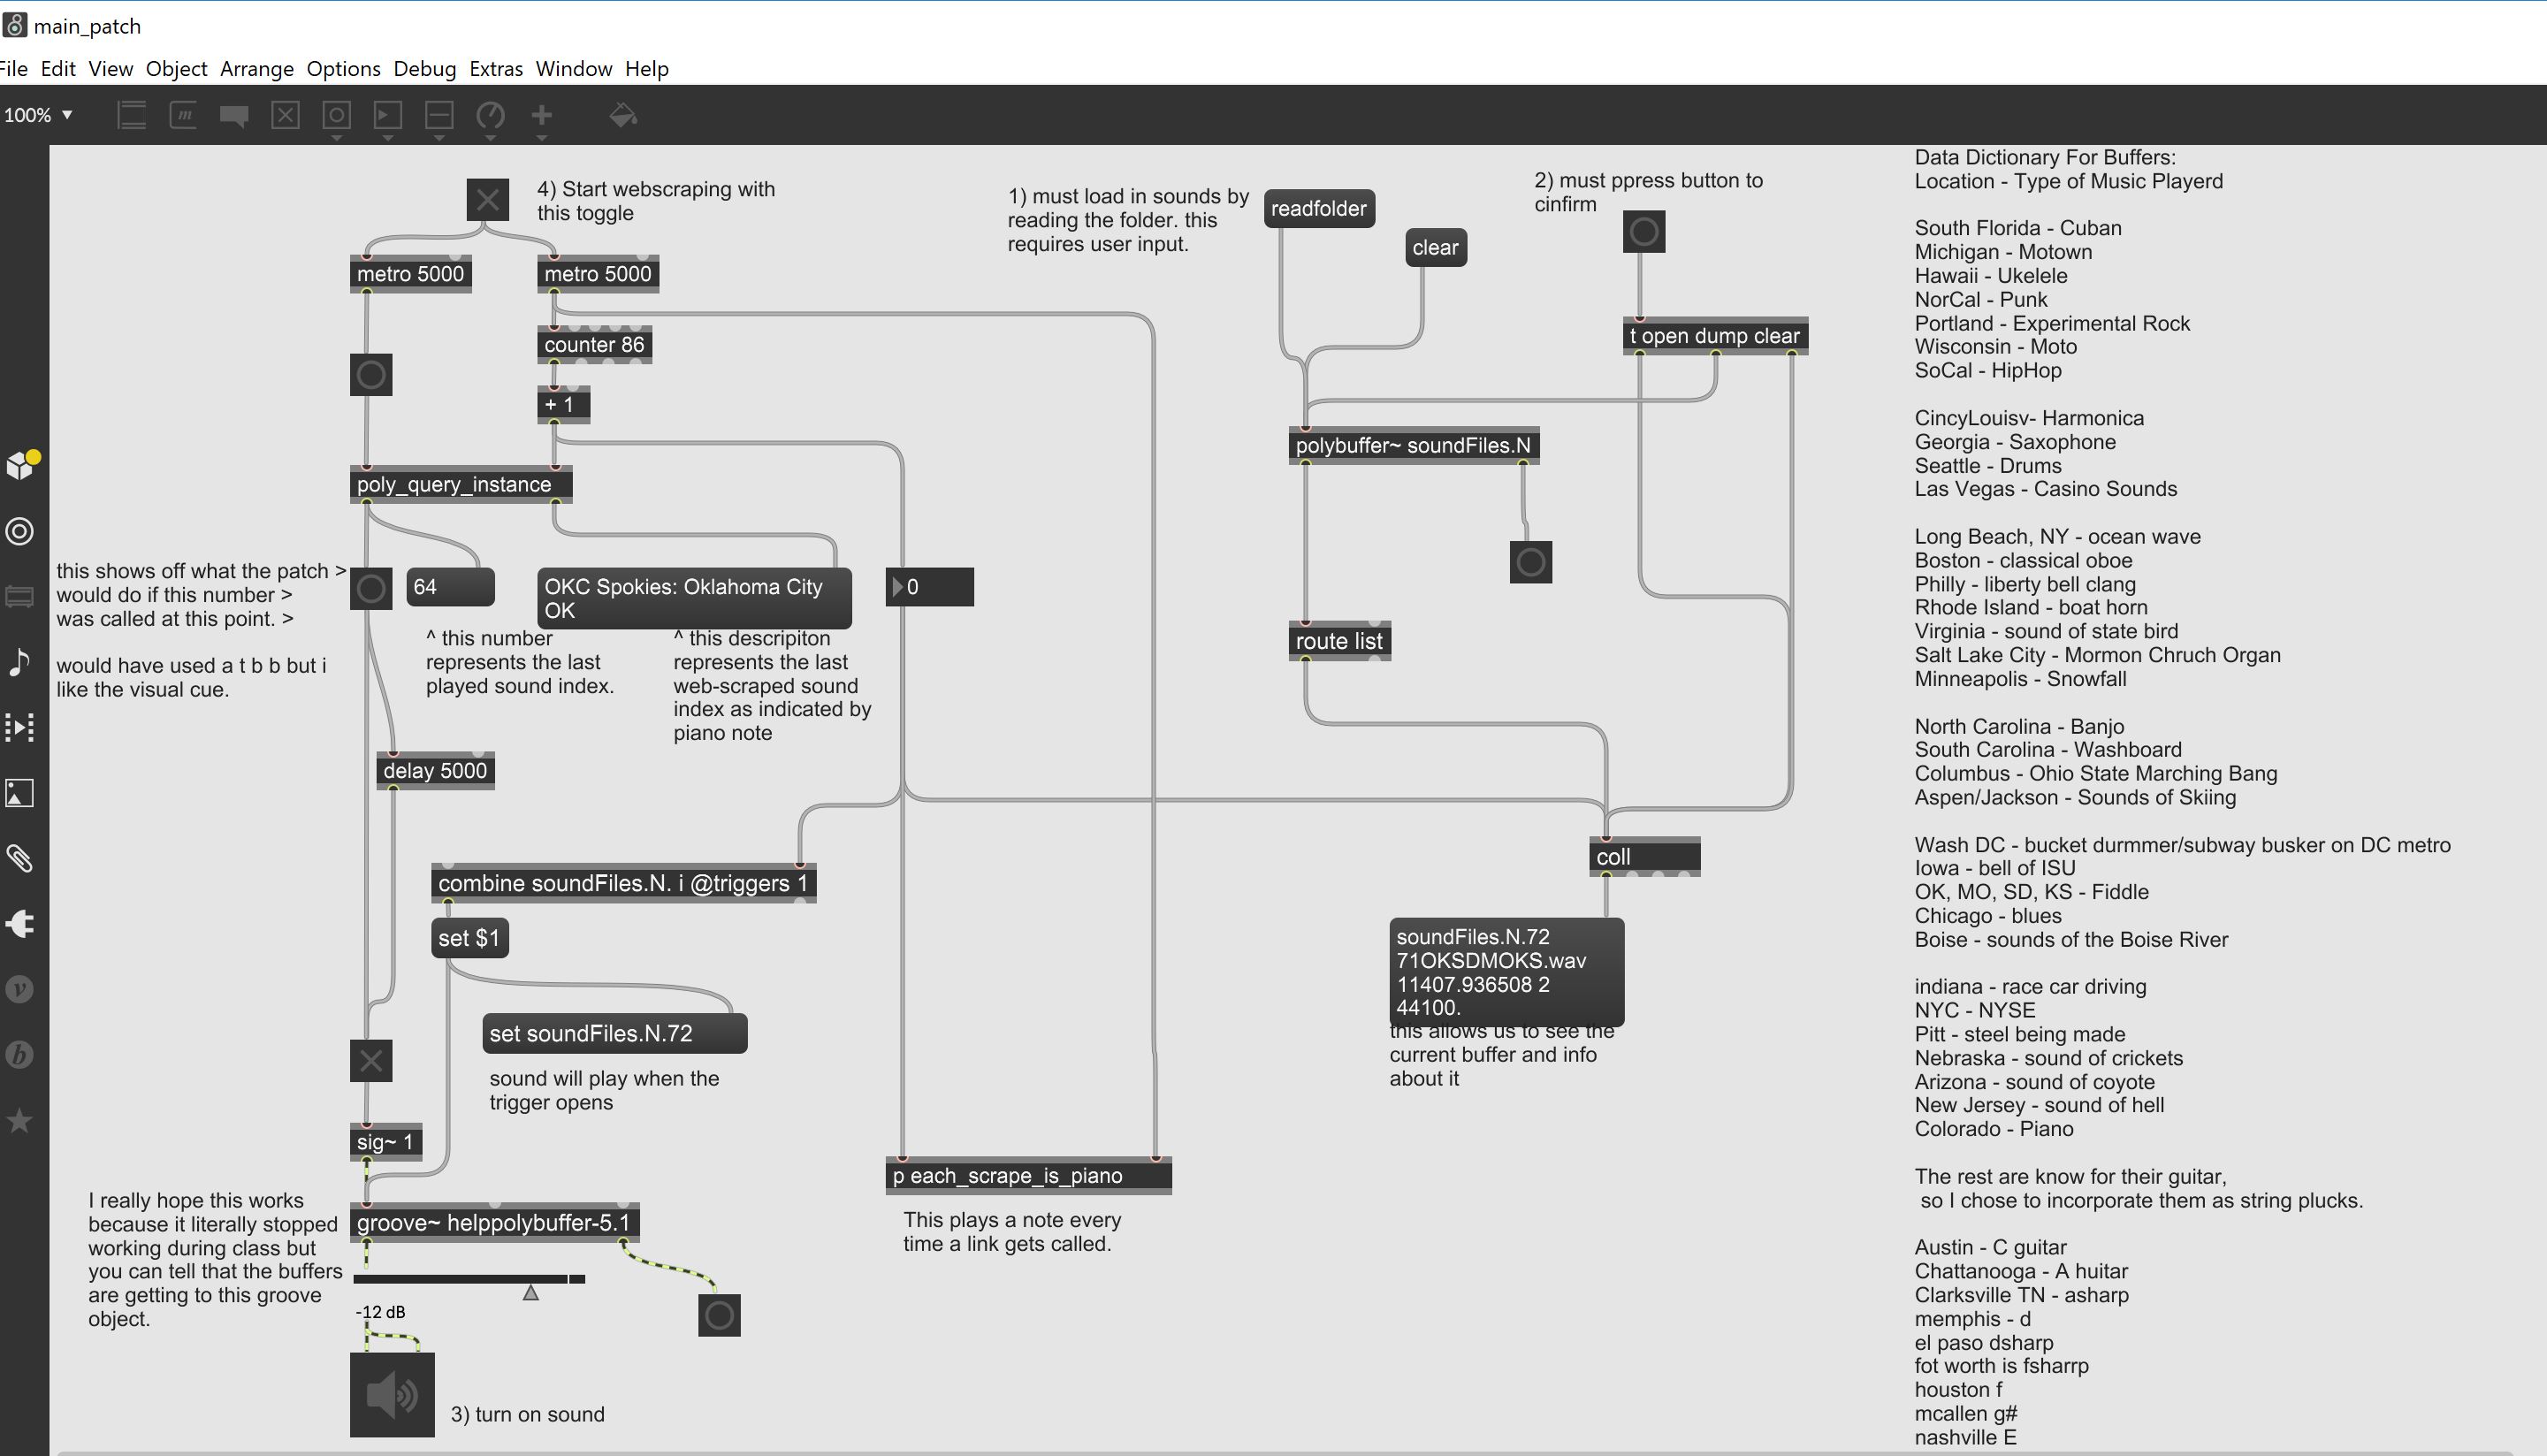 main_patch
File Edit View Object Arrange Options Debug Extras Window Help
100%
4) Start webscraping with
this toggle
metro 5000
metro 5000
counter 86
+ 1
poly_query_instance
this shows off what the patch >
would do if this number >
was called at this point. >
would have used a t b b but i
like the visual cue.
64
OKC Spokies: Oklahoma City
OK
0
^ this number
represents the last
played sound index.
^ this descripiton
represents the last
web-scraped sound
index as indicated by
piano note
delay 5000
combine soundFiles.N. i @triggers 1
set $1
set soundFiles.N.72
sound will play when the
trigger opens
sig~ 1
I really hope this works
because it literally stopped
working during class but
you can tell that the buffers
are getting to this groove
object.
groove~ helppolybuffer-5.1
-12 dB
3) turn on sound
p each_scrape_is_piano
This plays a note every
time a link gets called.
1) must load in sounds by
reading the folder. this
requires user input.
readfolder
clear
2) must ppress button to
cinfirm
t open dump clear
polybuffer~ soundFiles.N
route list
coll
soundFiles.N.72
71OKSDMOKS.wav
11407.936508 2
44100.
this allows us to see the
current buffer and info
about it
Data Dictionary For Buffers:
Location - Type of Music Playerd
South Florida - Cuban
Michigan - Motown
Hawaii - Ukelele
NorCal - Punk
Portland - Experimental Rock
Wisconsin - Moto
SoCal - HipHop
CincyLouisv- Harmonica
Georgia - Saxophone
Seattle - Drums
Las Vegas - Casino Sounds
Long Beach, NY - ocean wave
Boston - classical oboe
Philly - liberty bell clang
Rhode Island - boat horn
Virginia - sound of state bird
Salt Lake City - Mormon Chruch Organ
Minneapolis - Snowfall
North Carolina - Banjo
South Carolina - Washboard
Columbus - Ohio State Marching Bang
Aspen/Jackson - Sounds of Skiing
Wash DC - bucket durmmer/subway busker on DC metro
Iowa - bell of ISU
OK, MO, SD, KS - Fiddle
Chicago - blues
Boise - sounds of the Boise River
indiana - race car driving
NYC - NYSE
Pitt - steel being made
Nebraska - sound of crickets
Arizona - sound of coyote
New Jersey - sound of hell
Colorado - Piano
The rest are know for their guitar,
so I chose to incorporate them as string plucks.
Austin - C guitar
Chattanooga - A huitar
Clarksville TN - asharp
memphis - d
el paso dsharp
fot worth is fsharrp
houston f
mcallen g#
nashville E